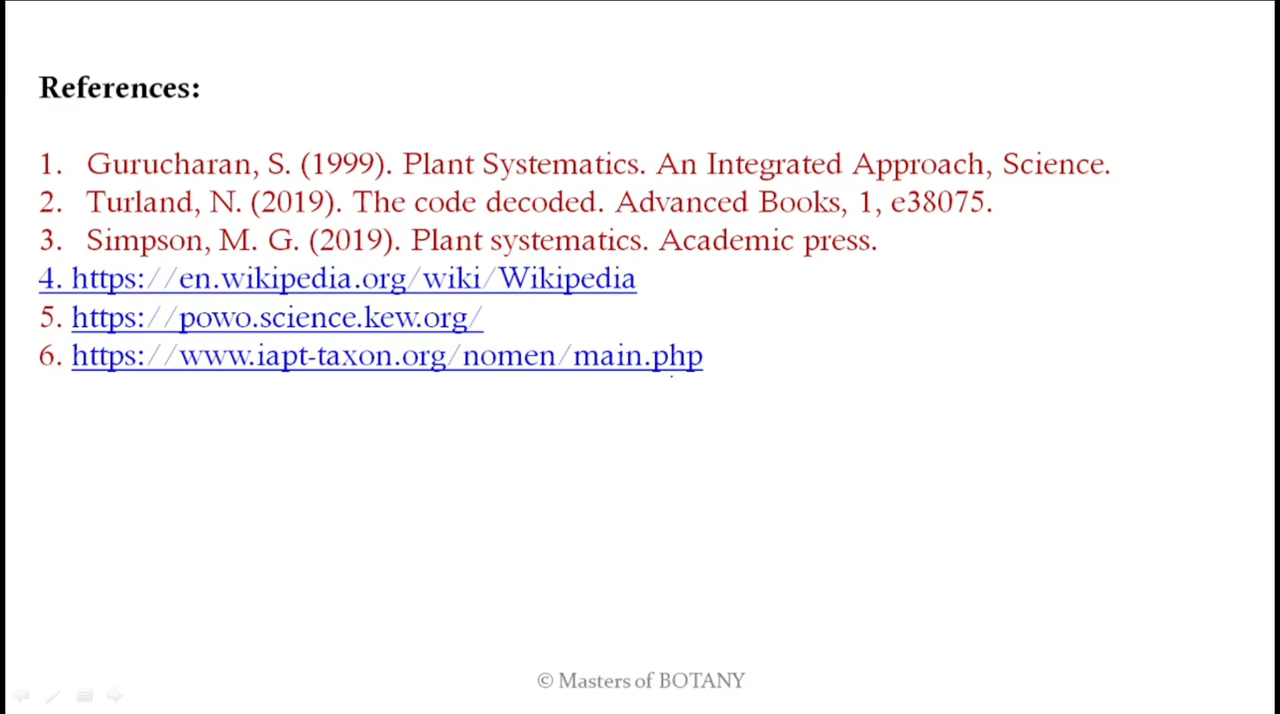 References:
1. Gurucharan, S. (1999). Plant Systematics. An Integrated Approach, Science.
2. Turland, N. (2019). The code decoded. Advanced Books, 1, e38075.
3. Simpson, M. G. (2019). Plant systematics. Academic press.
4. https://en.wikipedia.org/wiki/Wikipedia
5. https://powo.science.kew.org/
6. https://www.iapt-taxon.org/nomen/main.php
© Masters of BOTANY